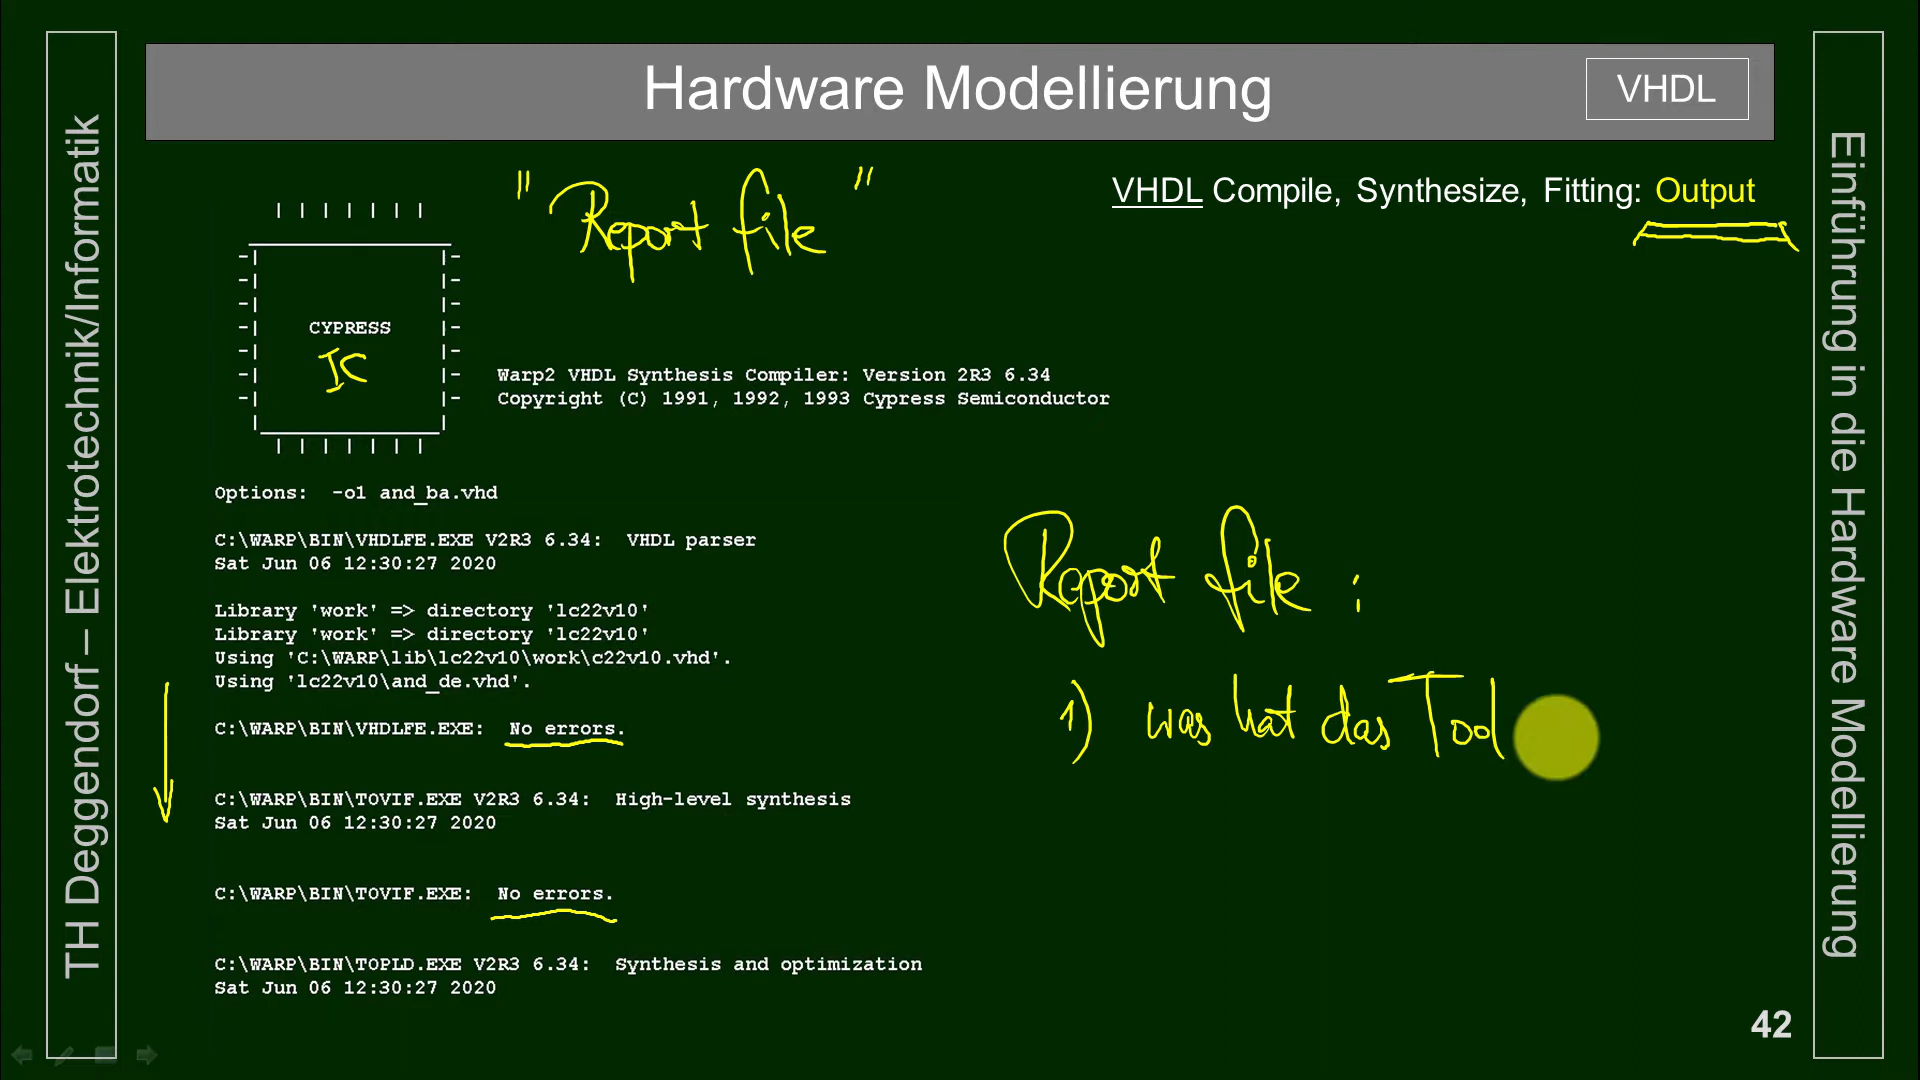 Hardware Modellierung
VHDL
TH Deggendorf – Elektrotechnik/Informatik
Einführung in die Hardware Modellierung
VHDL Compile, Synthesize, Fitting: Output
"Report file"
CYPRESS
IC
Warp2 VHDL Synthesis Compiler: Version 2R3 6.34
Copyright (C) 1991, 1992, 1993 Cypress Semiconductor
Options: -o1 and_ba.vhd
C:\WARP\BIN\VHDLFE.EXE V2R3 6.34: VHDL parser
Sat Jun 06 12:30:27 2020
Library 'work' => directory 'lc22v10'
Library 'work' => directory 'lc22v10'
Using 'C:\WARP\lib\lc22v10\work\c22v10.vhd'.
Using 'lc22v10\and_de.vhd'.
C:\WARP\BIN\VHDLFE.EXE: No errors.
C:\WARP\BIN\TOVIF.EXE V2R3 6.34: High-level synthesis
Sat Jun 06 12:30:27 2020
C:\WARP\BIN\TOVIF.EXE: No errors.
C:\WARP\BIN\TOPLD.EXE V2R3 6.34: Synthesis and optimization
Sat Jun 06 12:30:27 2020
Report file :
1) was hat das Tool
42